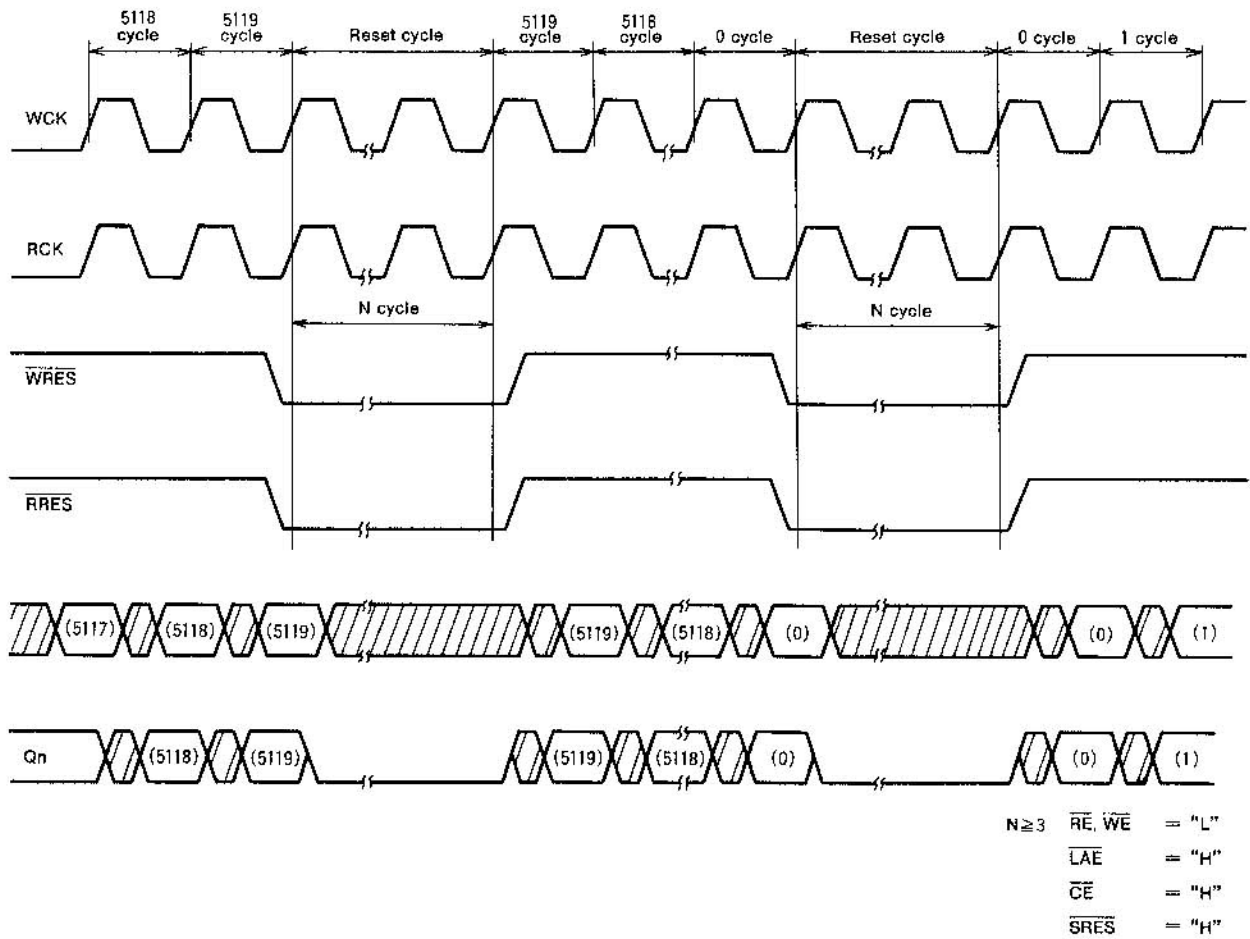 5118 cycle
5119 cycle
Reset cycle
5119 cycle
5118 cycle
0 cycle
Reset cycle
0 cycle
1 cycle
WCK
RCK
N cycle
N cycle
WRES
RRES
(5117)
(5118)
(5119)
(5119)
(5118)
(0)
(0)
(1)
Qn
(5118)
(5119)
(5119)
(5118)
(0)
(0)
(1)
N≧3 RE, WE = "L"
LAE = "H"
CE = "H"
SRES = "H"